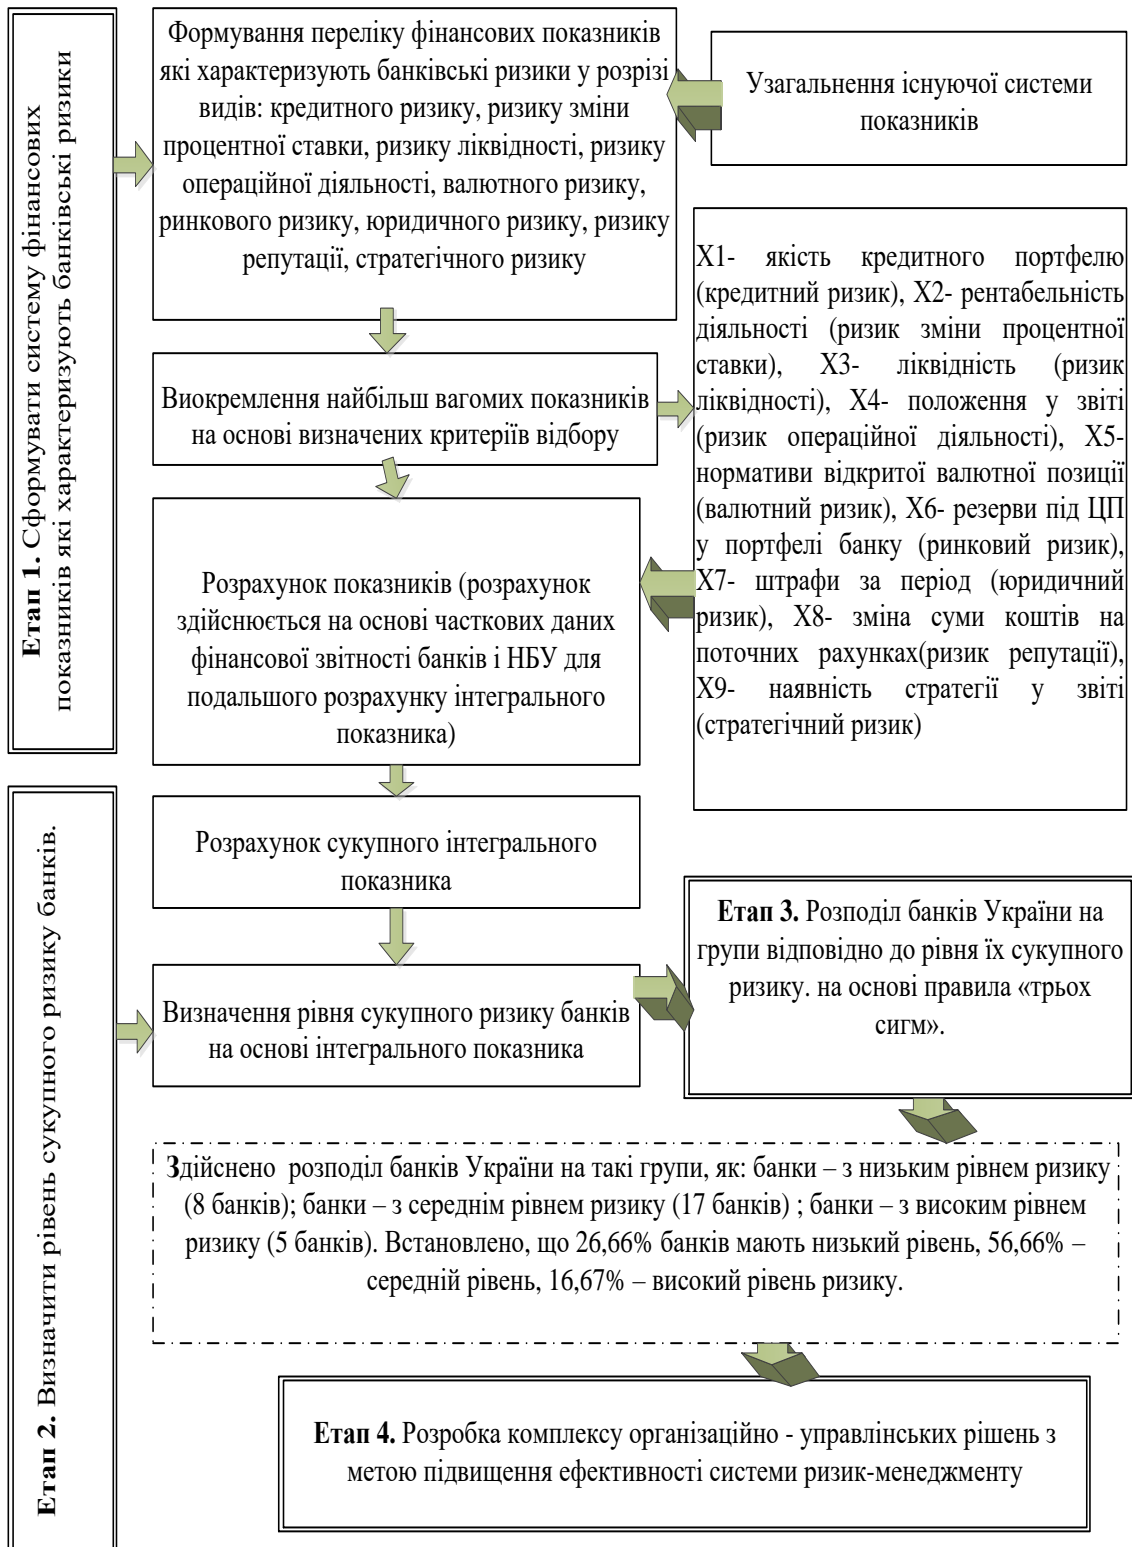 Етап 1. Сформувати систему фінансових
показників які характеризують банківські ризики
Формування переліку фінансових показників
які характеризують банківські ризики у розрізі
видів: кредитного ризику, ризику зміни
процентної ставки, ризику ліквідності, ризику
операційної діяльності, валютного ризику,
ринкового ризику, юридичного ризику, ризику
репутації, стратегічного ризику
Узагальнення існуючої системи
показників
Виокремлення найбільш вагомих показників
на основі визначених критеріїв відбору
Х1- якість кредитного портфелю
(кредитний ризик), Х2- рентабельність
діяльності (ризик зміни процентної
ставки), Х3- ліквідність (ризик
ліквідності), Х4- положення у звіті
(ризик операційної діяльності), Х5-
нормативи відкритої валютної позиції
(валютний ризик), Х6- резерви під ЦП
у портфелі банку (ринковий ризик),
Х7- штрафи за період (юридичний
ризик), Х8- зміна суми коштів на
поточних рахунках(ризик репутації),
Х9- наявність стратегії у звіті
(стратегічний ризик)
Розрахунок показників (розрахунок
здійснюється на основі часткових даних
фінансової звітності банків і НБУ для
подальшого розрахунку інтегрального
показника)
Етап 2. Визначити рівень сукупного ризику банків.
Розрахунок сукупного інтегрального
показника
Визначення рівня сукупного ризику банків
на основі інтегрального показника
Етап 3. Розподіл банків України на
групи відповідно до рівня їх сукупного
ризику. на основі правила «трьох
сигм».
Здійснено розподіл банків України на такі групи, як: банки – з низьким рівнем ризику
(8 банків); банки – з середнім рівнем ризику (17 банків) ; банки – з високим рівнем
ризику (5 банків). Встановлено, що 26,66% банків мають низький рівень, 56,66% –
середній рівень, 16,67% – високий рівень ризику.
Етап 4. Розробка комплексу організаційно - управлінських рішень з
метою підвищення ефективності системи ризик-менеджменту